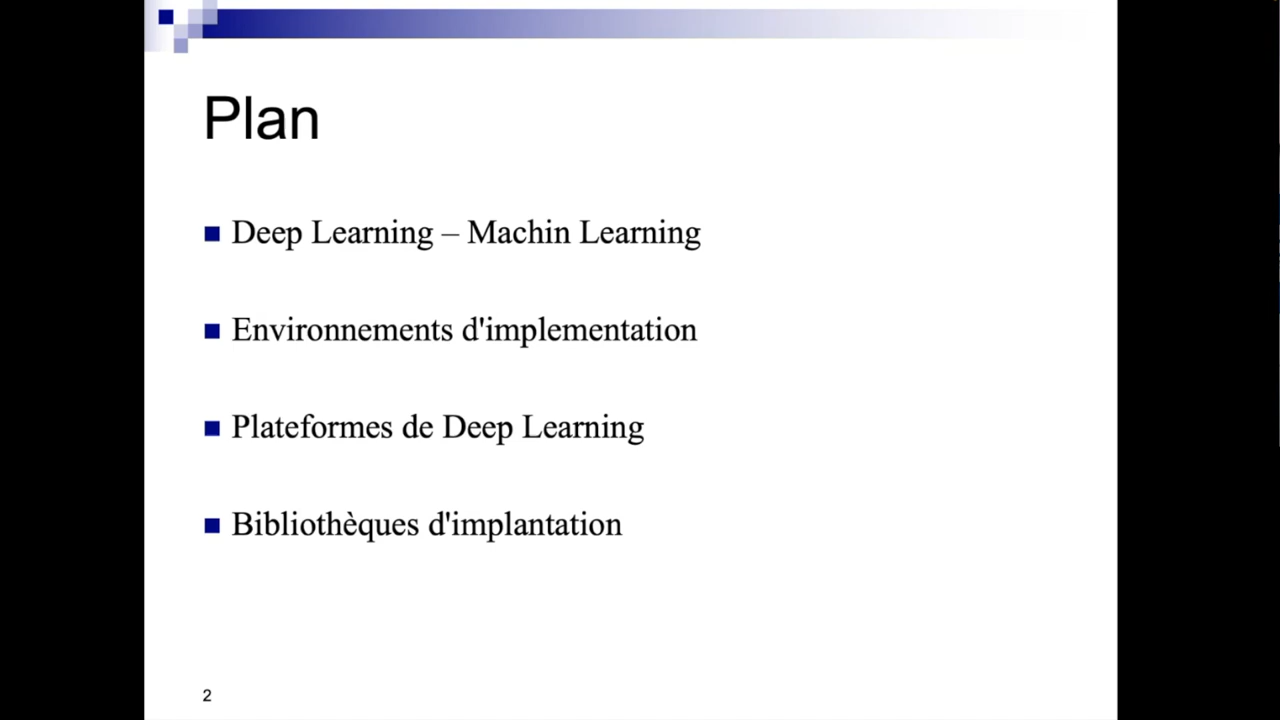 Plan
Deep Learning – Machin Learning
Environnements d'implementation
Plateformes de Deep Learning
Bibliothèques d'implantation
2